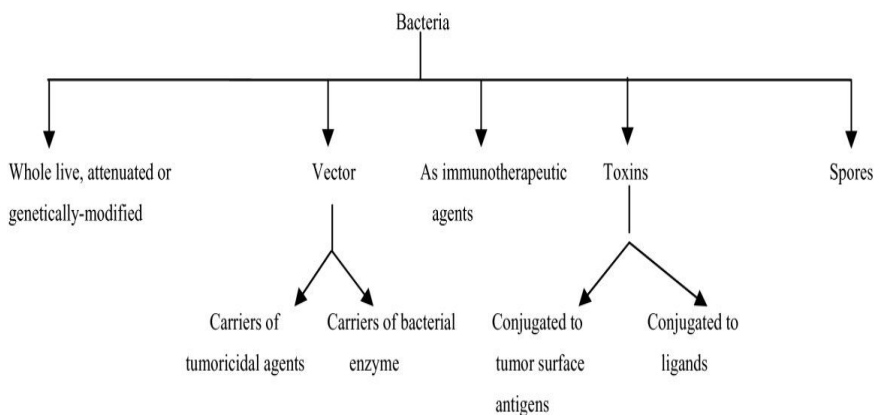 Bacteria
Whole live, attenuated or
genetically-modified
Vector
As immunotherapeutic
agents
Toxins
Spores
Carriers of
tumoricidal agents
Carriers of bacterial
enzyme
Conjugated to
tumor surface
antigens
Conjugated to
ligands